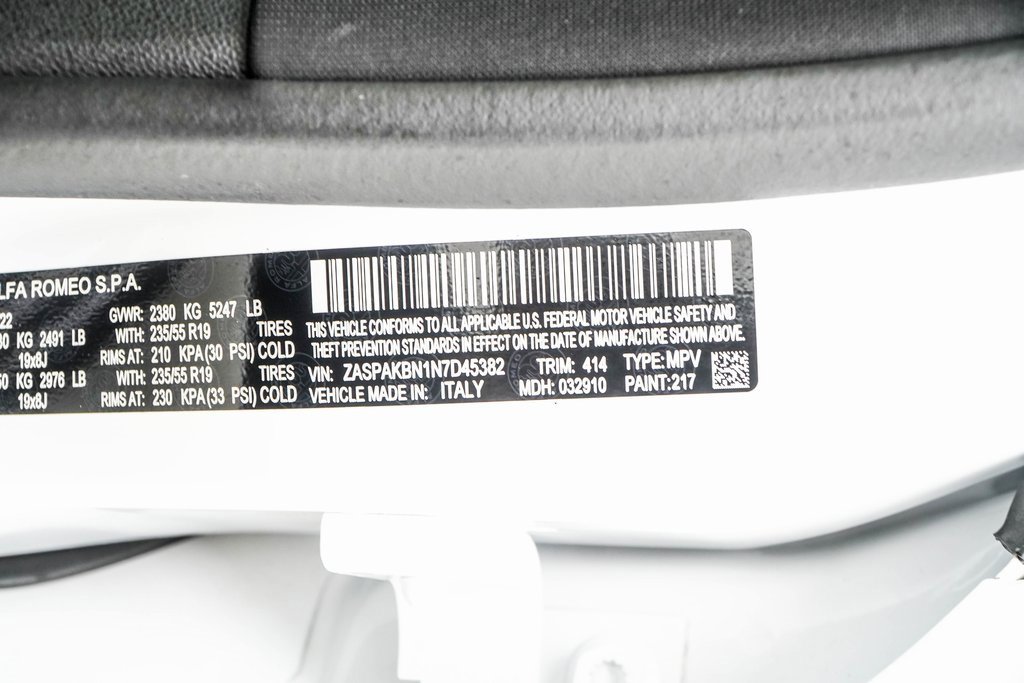 LFA ROMEO S.P.A.
22 GVWR: 2380 KG 5247 LB
30 KG 2491 LB WITH: 235/55 R19 TIRES
19x8J RIMS AT: 210 KPA(30 PSI) COLD
50 KG 2976 LB WITH: 235/55 R19 TIRES
19x8J RIMS AT: 230 KPA(33 PSI) COLD
THIS VEHICLE CONFORMS TO ALL APPLICABLE U.S. FEDERAL MOTOR VEHICLE SAFETY AND
THEFT PREVENTION STANDARDS IN EFFECT ON THE DATE OF MANUFACTURE SHOWN ABOVE.
VIN: ZASPAKBN1N7D45382 TRIM: 414 TYPE: MPV
VEHICLE MADE IN: ITALY MDH: 032910 PAINT: 217